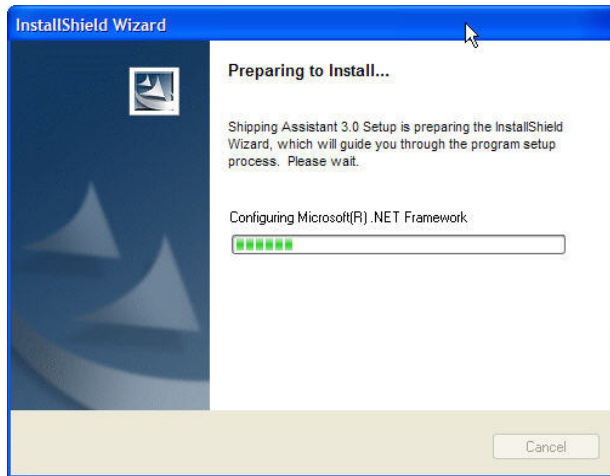 InstallShield Wizard
Preparing to Install...
Shipping Assistant 3.0 Setup is preparing the InstallShield
Wizard, which will guide you through the program setup
process. Please wait.
Configuring Microsoft(R) .NET Framework
Cancel